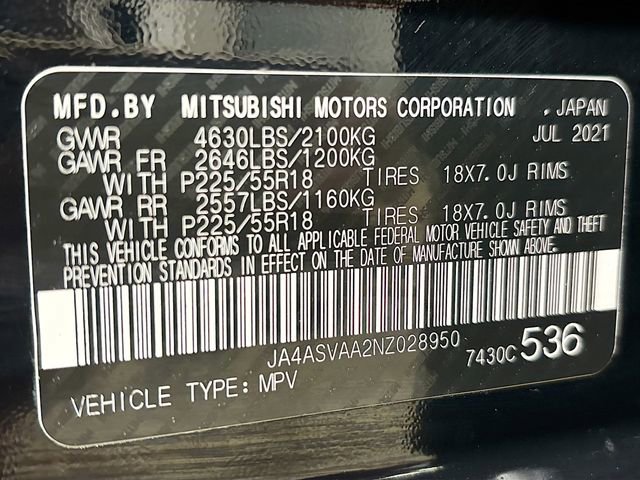 MFD.BY MITSUBISHI MOTORS CORPORATION , JAPAN
GVWR 4630LBS/2100KG JUL 2021
GAWR FR 2646LBS/1200KG
WITH P225/55R18 TIRES 18X7.0J RIMS
GAWR RR 2557LBS/1160KG
WITH P225/55R18 TIRES 18X7.0J RIMS
THIS VEHICLE CONFORMS TO ALL APPLICABLE FEDERAL MOTOR VEHICLE SAFETY AND THEFT
PREVENTION STANDARDS IN EFFECT ON THE DATE OF MANUFACTURE SHOWN ABOVE.
JA4ASVAA2NZ028950 7430C 536
VEHICLE TYPE: MPV